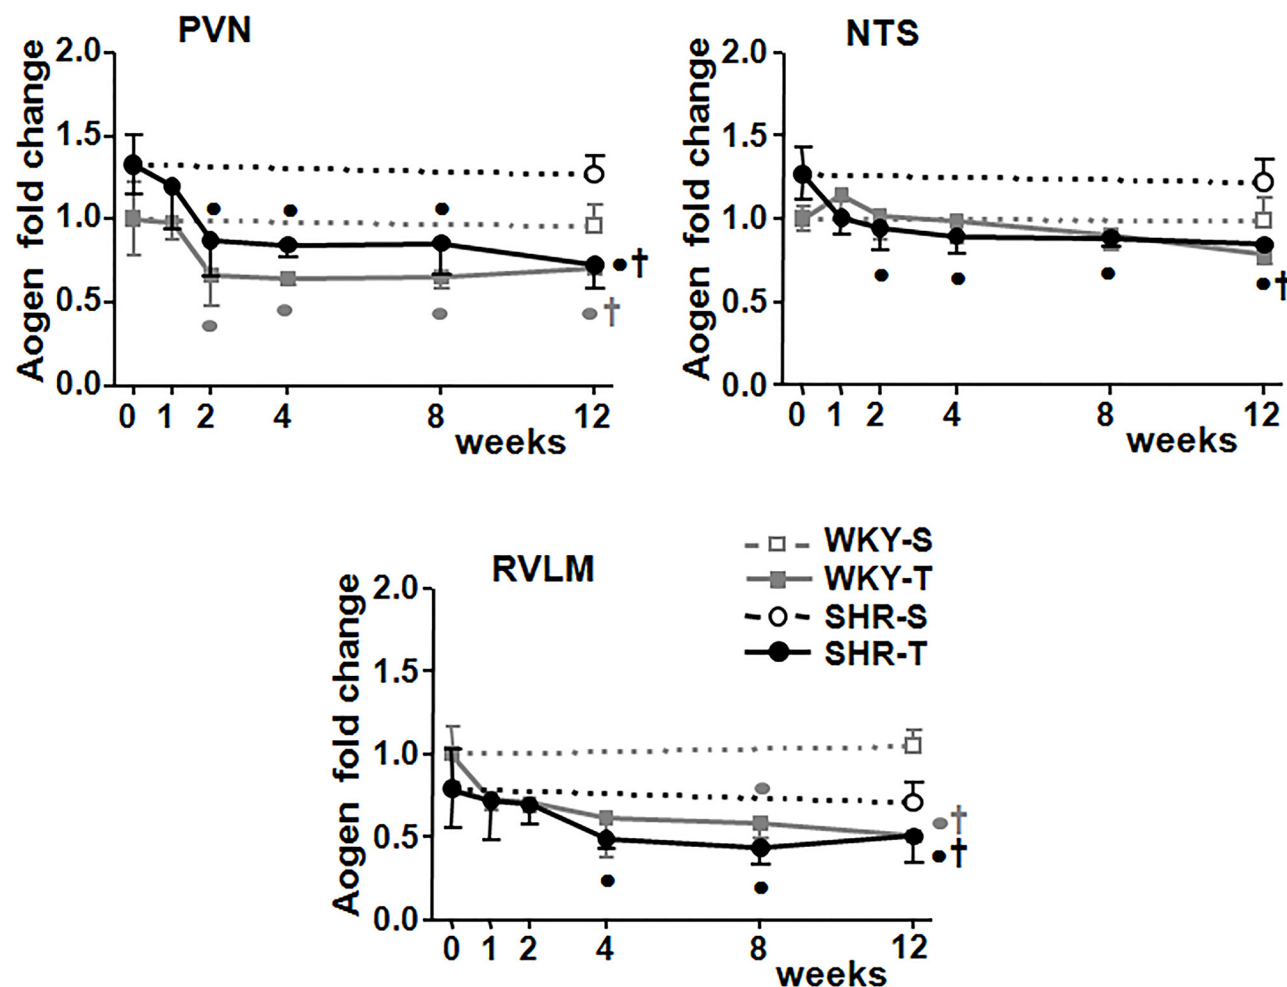 PVN
Aogen fold change
2.0
1.5
1.0
0.5
0.0
† †
0 1 2 4 8 12
weeks
NTS
Aogen fold change
2.0
1.5
1.0
0.5
0.0
†
0 1 2 4 8 12
weeks
WKY-S
WKY-T
SHR-S
SHR-T
RVLM
Aogen fold change
2.0
1.5
1.0
0.5
0.0
†
†
0 1 2 4 8 12
weeks